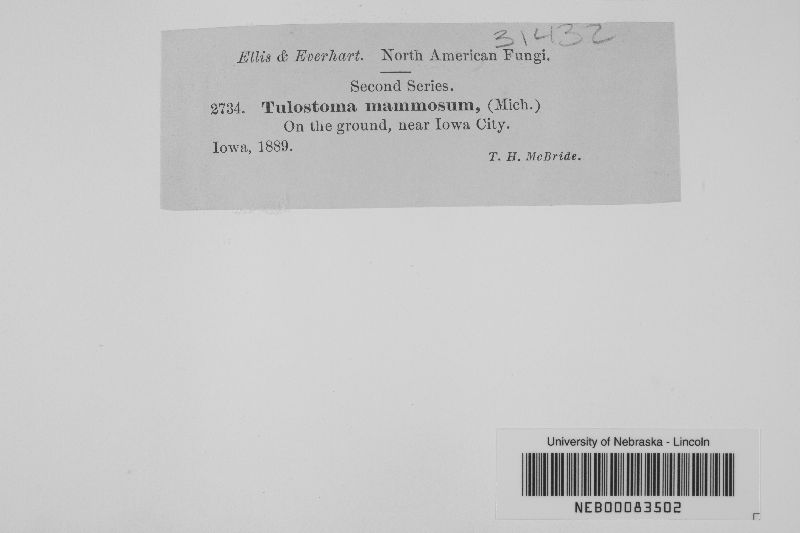 31432
Ellis & Everhart. North American Fungi.
Second Series.
2734. Tulostoma mammosum, (Mich.)
On the ground, near Iowa City.
Iowa, 1889.
T. H. McBride.
University of Nebraska - Lincoln
NEB00083502